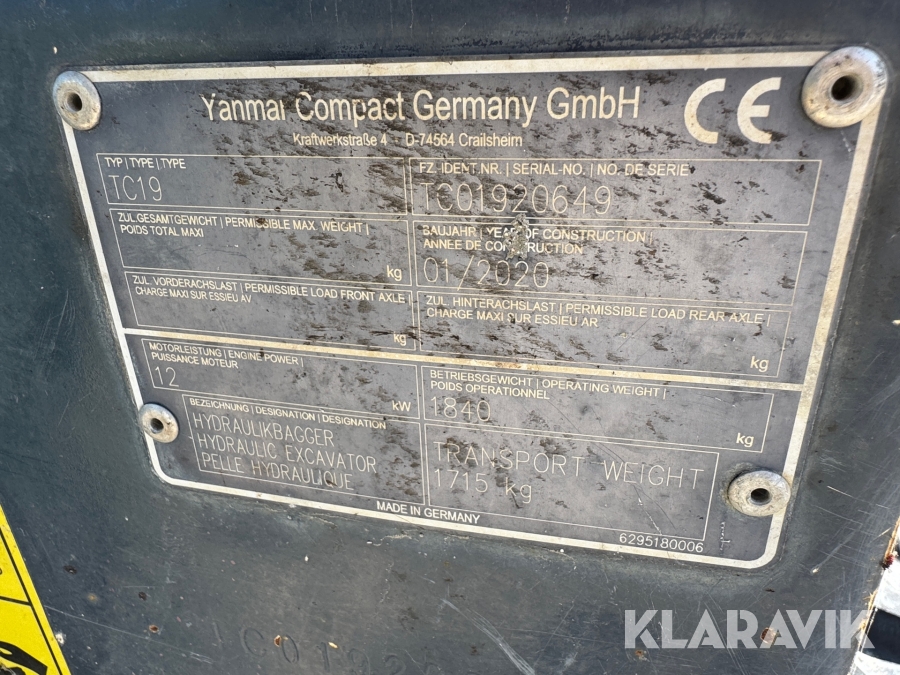 Yanmar Compact Germany GmbH
CE
Kraftwerkstraße 4 D-74564 Crailsheim
TYP | TYPE | TYPE
TC19
FZ. IDENT.NR. | SERIAL-NO. | NO. DE SERIE
TC01920649
ZUL.GESAMTGEWICHT | PERMISSIBLE MAX. WEIGHT |
POIDS TOTAL MAXI
kg
BAUJAHR | YEAR OF CONSTRUCTION |
ANNEE DE CONSTRUCTION
01/2020
ZUL. VORDERACHSLAST | PERMISSIBLE LOAD FRONT AXLE |
CHARGE MAXI SUR ESSIEU AV
kg
ZUL. HINTERACHSLAST | PERMISSIBLE LOAD REAR AXLE |
CHARGE MAXI SUR ESSIEU AR
kg
MOTORLEISTUNG | ENGINE POWER |
PUISSANCE MOTEUR
12
kW
BETRIEBSGEWICHT | OPERATING WEIGHT |
POIDS OPERATIONNEL
1840
kg
BEZEICHNUNG | DESIGNATION | DESIGNATION
HYDRAULIKBAGGER
HYDRAULIC EXCAVATOR
PELLE HYDRAULIQUE
TRANSPORT WEIGHT
1715 kg
MADE IN GERMANY
6295180006
KLARAVIK